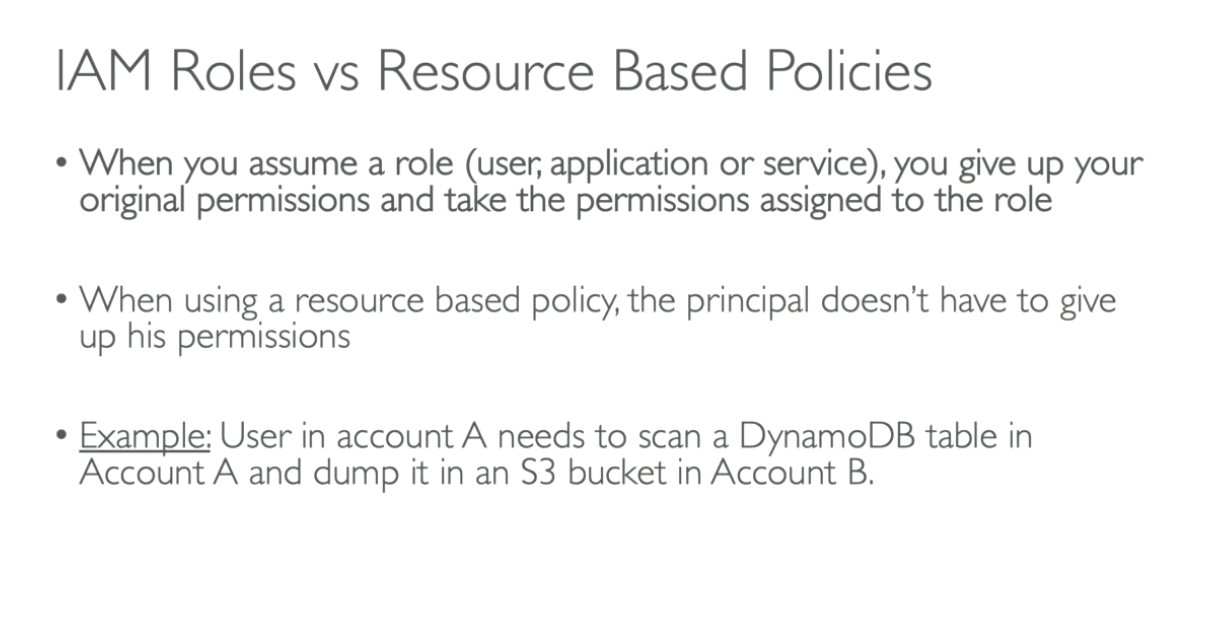 IAM Roles vs Resource Based Policies
• When you assume a role (user, application or service), you give up your
original permissions and take the permissions assigned to the role
• When using a resource based policy, the principal doesn’t have to give
up his permissions
• Example: User in account A needs to scan a DynamoDB table in
Account A and dump it in an S3 bucket in Account B.